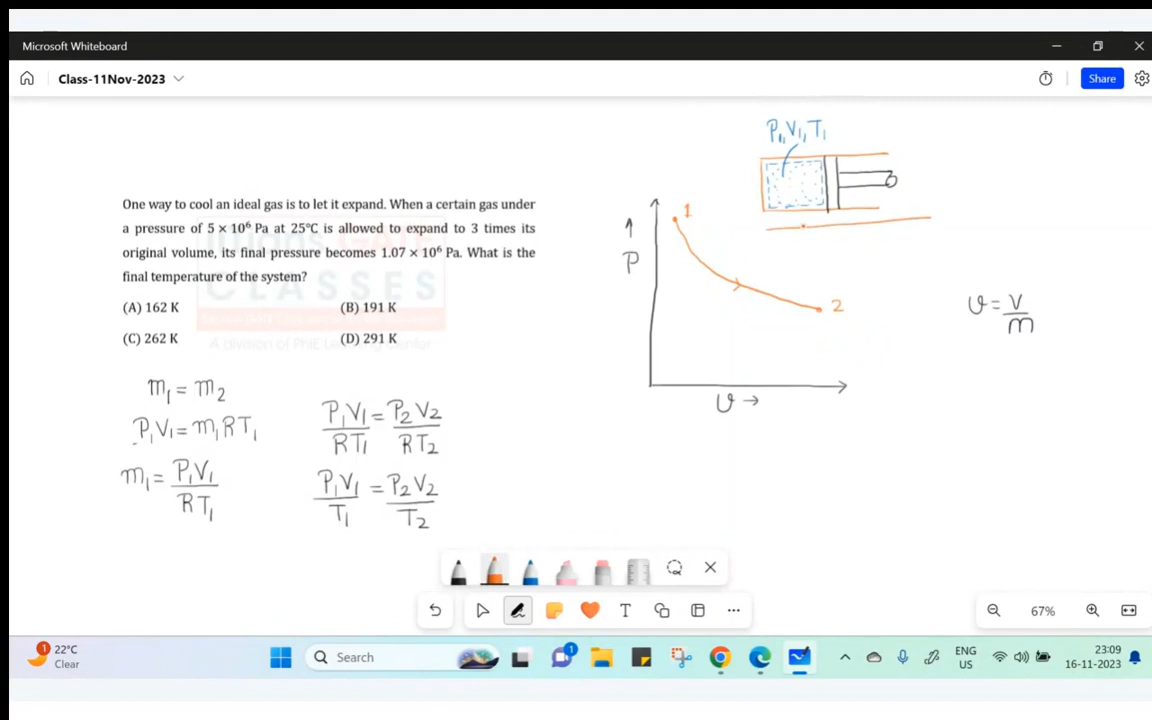 Microsoft Whiteboard
Class-11Nov-2023
Share
One way to cool an ideal gas is to let it expand. When a certain gas under
a pressure of 5 × 10⁶ Pa at 25°C is allowed to expand to 3 times its
original volume, its final pressure becomes 1.07 × 10⁶ Pa. What is the
final temperature of the system?
(A) 162 K
(B) 191 K
(C) 262 K
(D) 291 K
CLASSES
m₁ = m₂
P₁V₁ = m₁RT₁
m₁ = P₁V₁
RT₁
P₁V₁ = P₂V₂
RT₁ RT₂
P₁V₁ = P₂V₂
T₁ T₂
P₁, V₁, T₁
1
↑
P
2
υ →
υ = V
m
T
67%
1
22°C
Clear
Search
1
ENG
US
23:09
16-11-2023